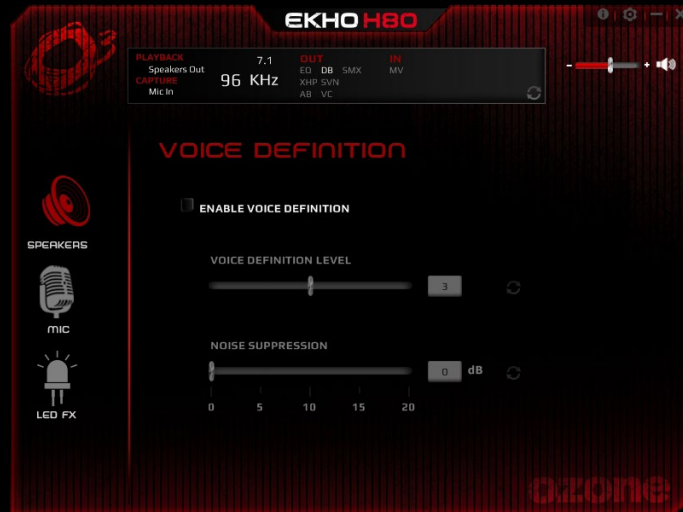 EKHO H80
PLAYBACK
Speakers Out
CAPTURE
Mic In
7.1
96 KHz
OUT
EQ DB SMX
XHP SVN
AB VC
IN
MV
- +
VOICE DEFINITION
ENABLE VOICE DEFINITION
VOICE DEFINITION LEVEL
3
NOISE SUPPRESSION
0 dB
0 5 10 15 20
SPEAKERS
MIC
LED FX
ozone